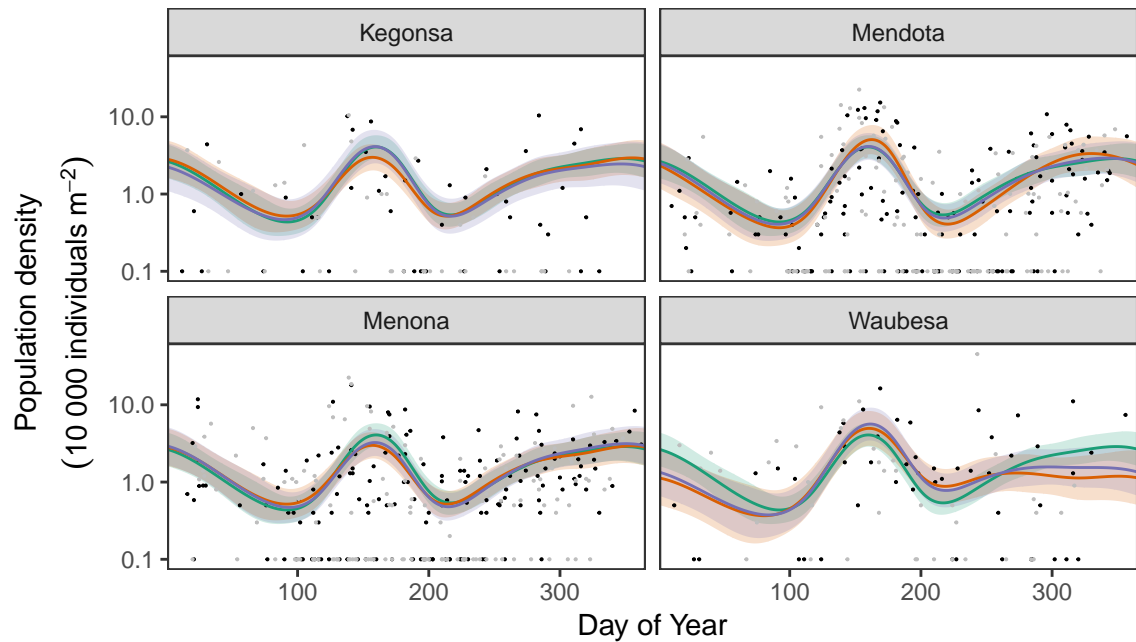 Kegonsa
Mendota
10.0
1.0
0.1
Menona
Waubesa
10.0
1.0
0.1
100
200
300
100
200
300
Day of Year
Population density
(10 000 individuals m⁻²)